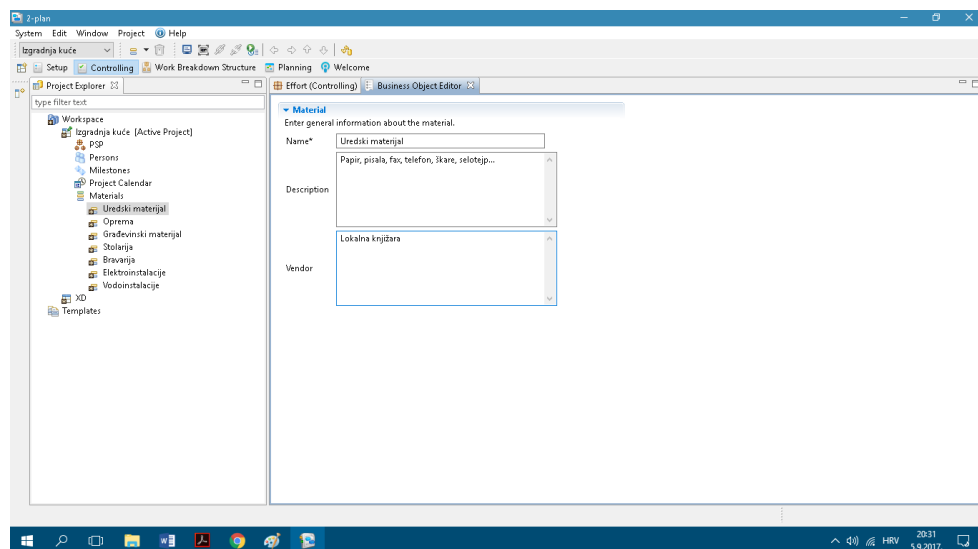 2-plan
System Edit Window Project Help
Izgradnja kuće
Setup Controlling Work Breakdown Structure Planning Welcome
Project Explorer
type filter text
Workspace
Izgradnja kuće [Active Project]
PSP
Persons
Milestones
Project Calendar
Materials
Uredski materijal
Oprema
Građevinski materijal
Stolarija
Bravarija
Elektroinstalacije
Vodoinstalacije
XD
Templates
Effort (Controlling) Business Object Editor
Material
Enter general information about the material.
Name* Uredski materijal
Description Papir, pisala, fax, telefon, škare, selotejp...
Vendor Lokalna knjižara
HRV 20:31
5.9.2017.